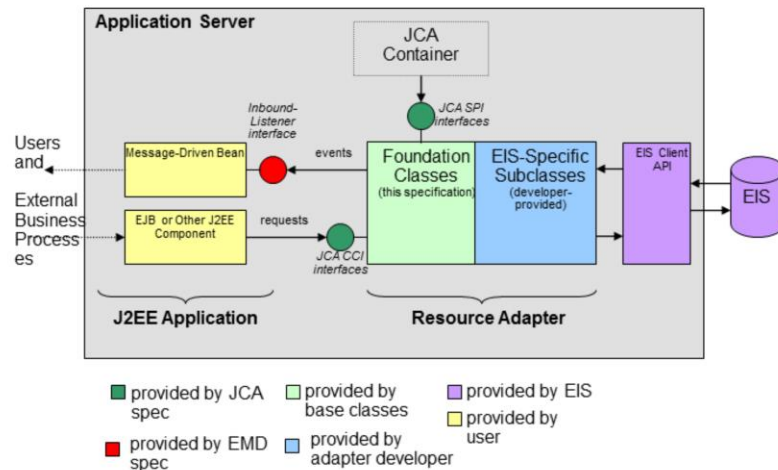 Application Server
JCA
Container
Inbound-
Listener
interface
JCA SPI
interfaces
Users
and
External
Business
Process
es
Message-Driven Bean
events
Foundation
Classes
(this specification)
EIS-Specific
Subclasses
(developer-
provided)
EIS Client
API
EIS
EJB or Other J2EE
Component
requests
JCA CCI
interfaces
J2EE Application
Resource Adapter
provided by JCA
spec
provided by
base classes
provided by EIS
provided by
user
provided by EMD
spec
provided by
adapter developer